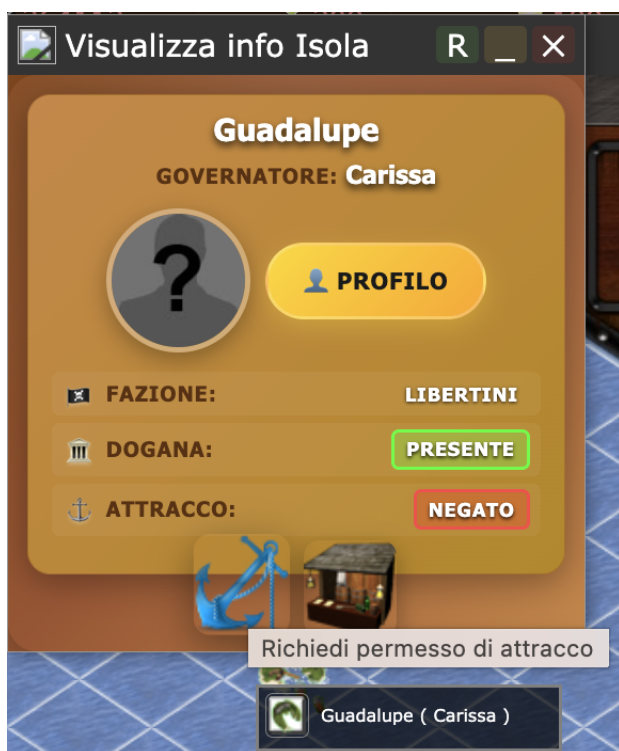 Visualizza info Isola R _ X
Guadalupe
GOVERNATORE: Carissa
?
PROFILO
FAZIONE: LIBERTINI
DOGANA: PRESENTE
ATTRACCO: NEGATO
Richiedi permesso di attracco
Guadalupe ( Carissa )